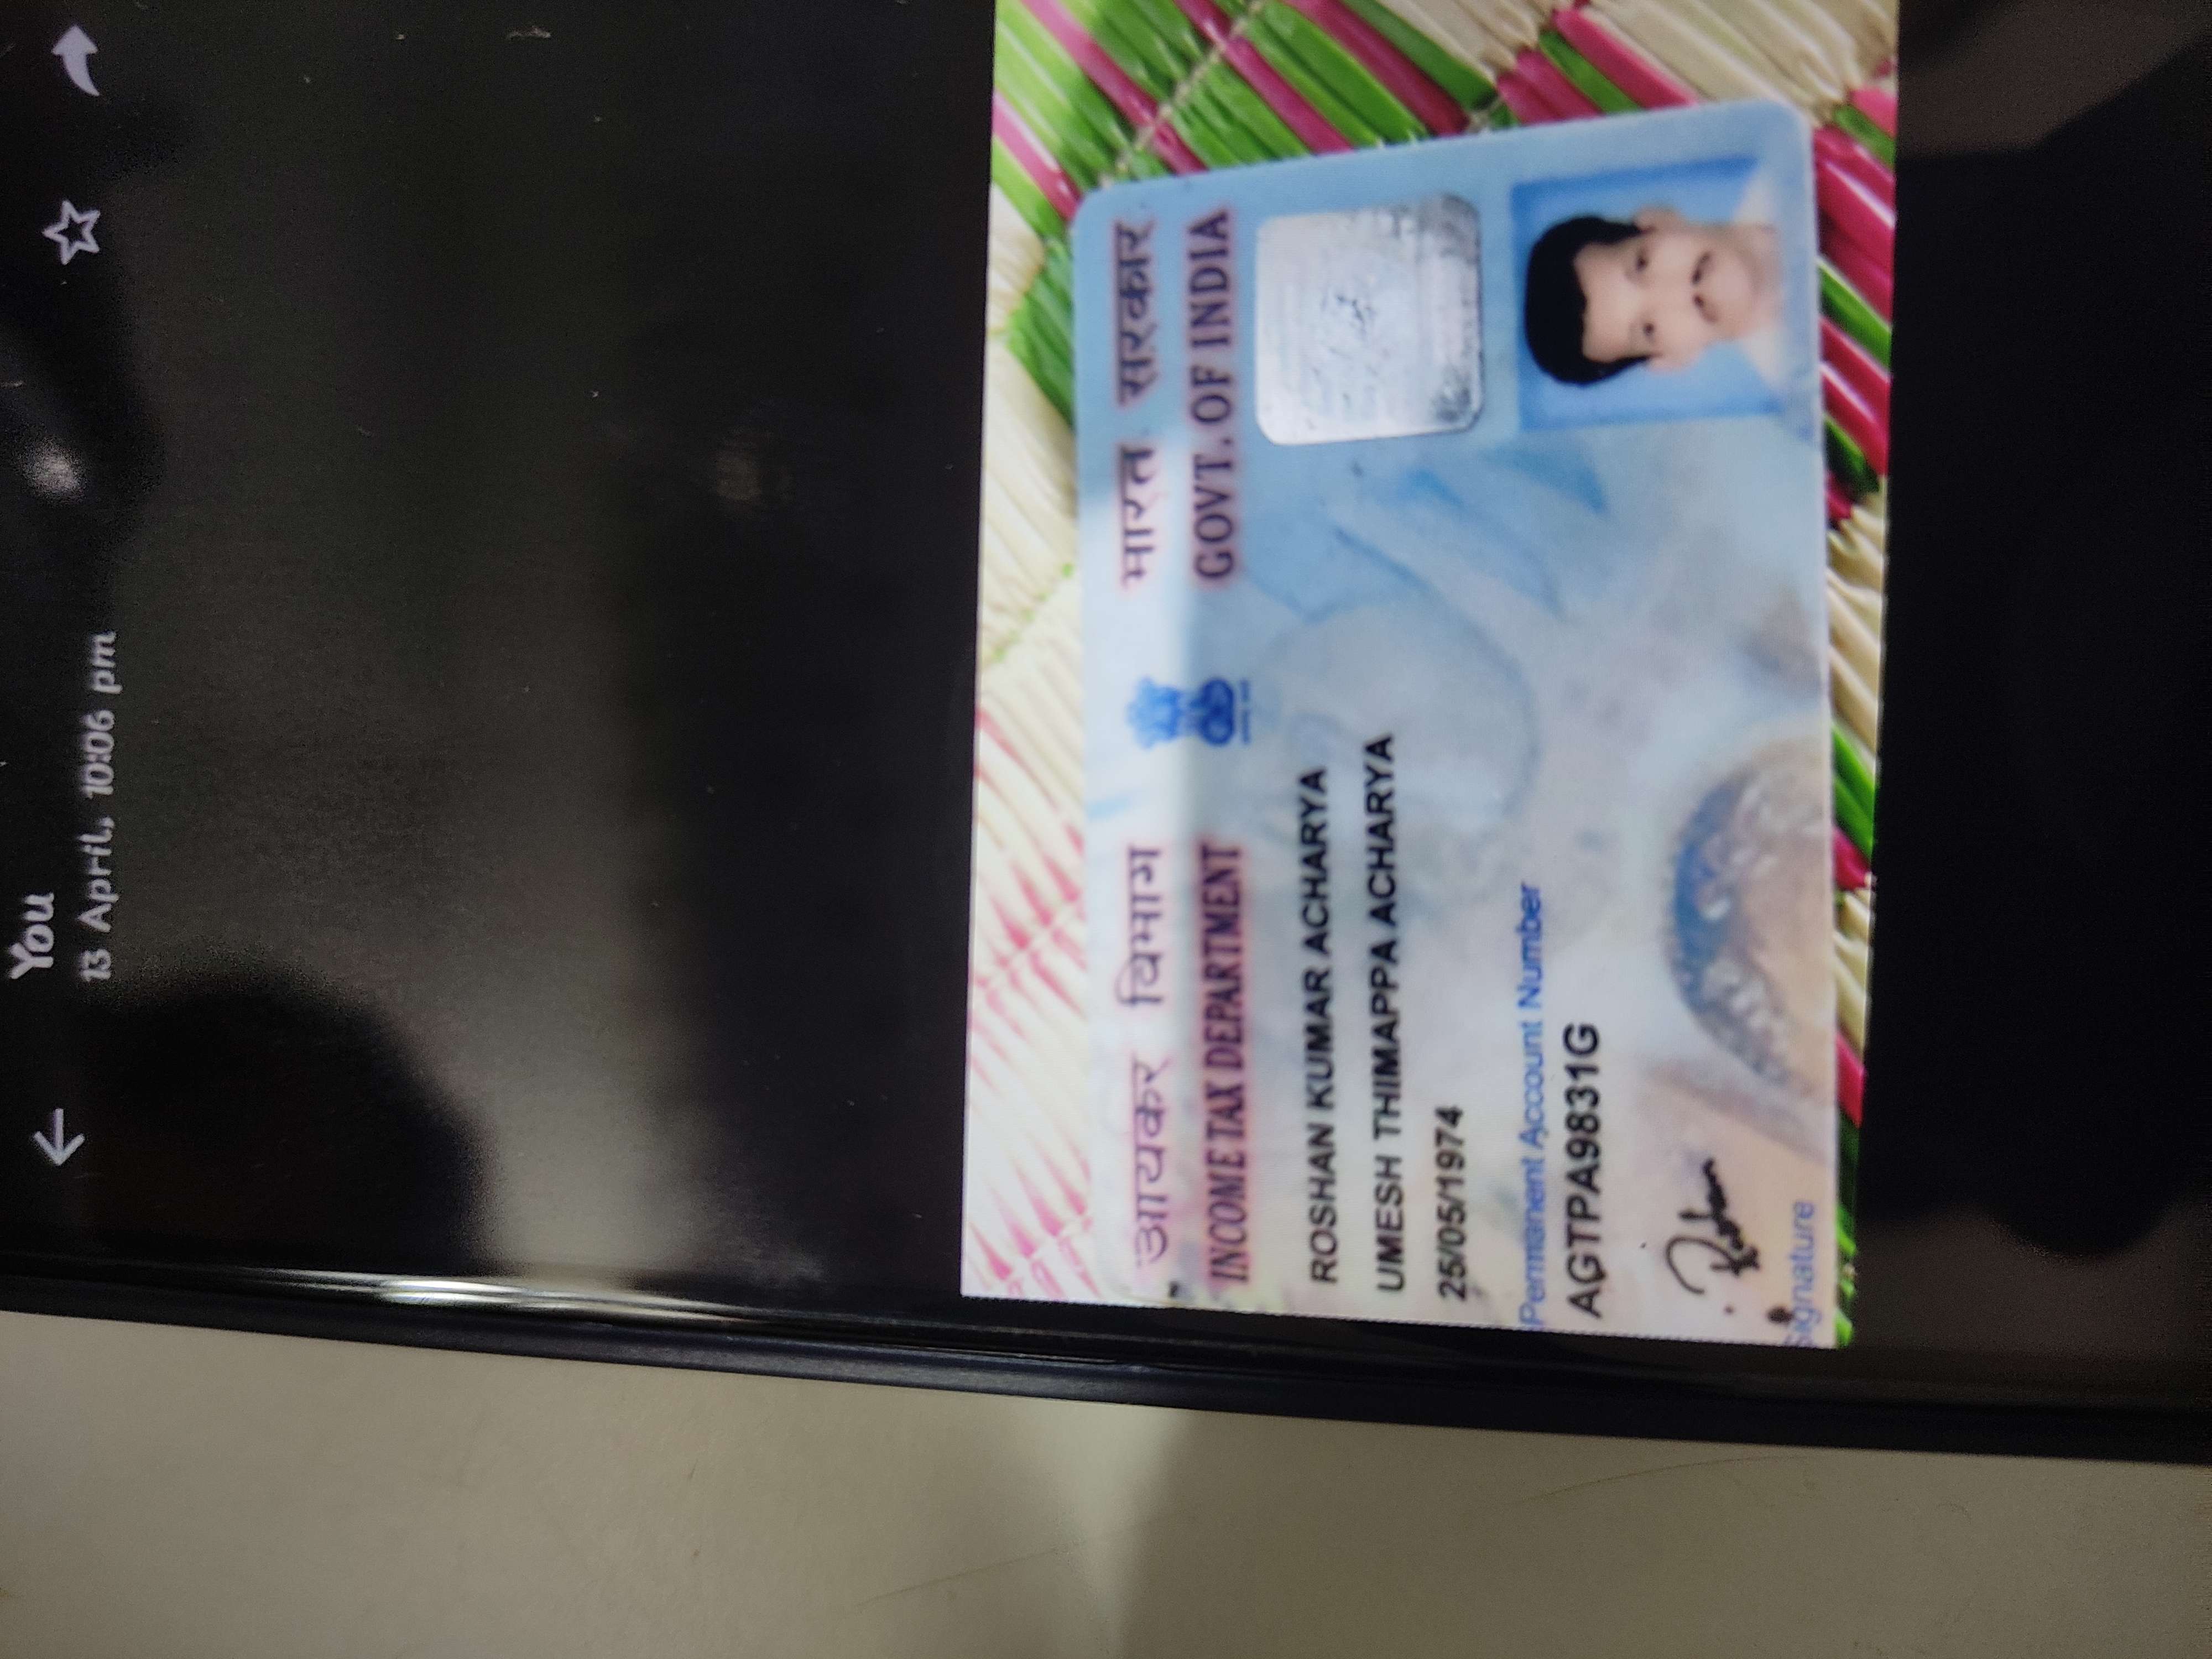 You
13 April, 10:06 pm
आयकर विभाग
INCOME TAX DEPARTMENT
भारत सरकार
GOVT. OF INDIA
ROSHAN KUMAR ACHARYA
UMESH THIMAPPA ACHARYA
25/05/1974
Permanent Account Number
AGTPA9831G
Signature